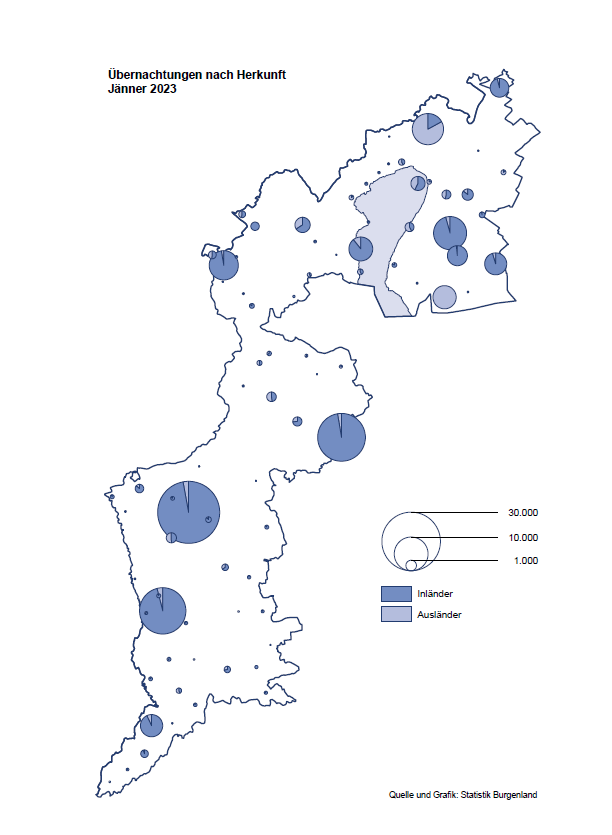 Übernachtungen nach Herkunft
Jänner 2023
30.000
10.000
1.000
Inländer
Ausländer
Quelle und Grafik: Statistik Burgenland